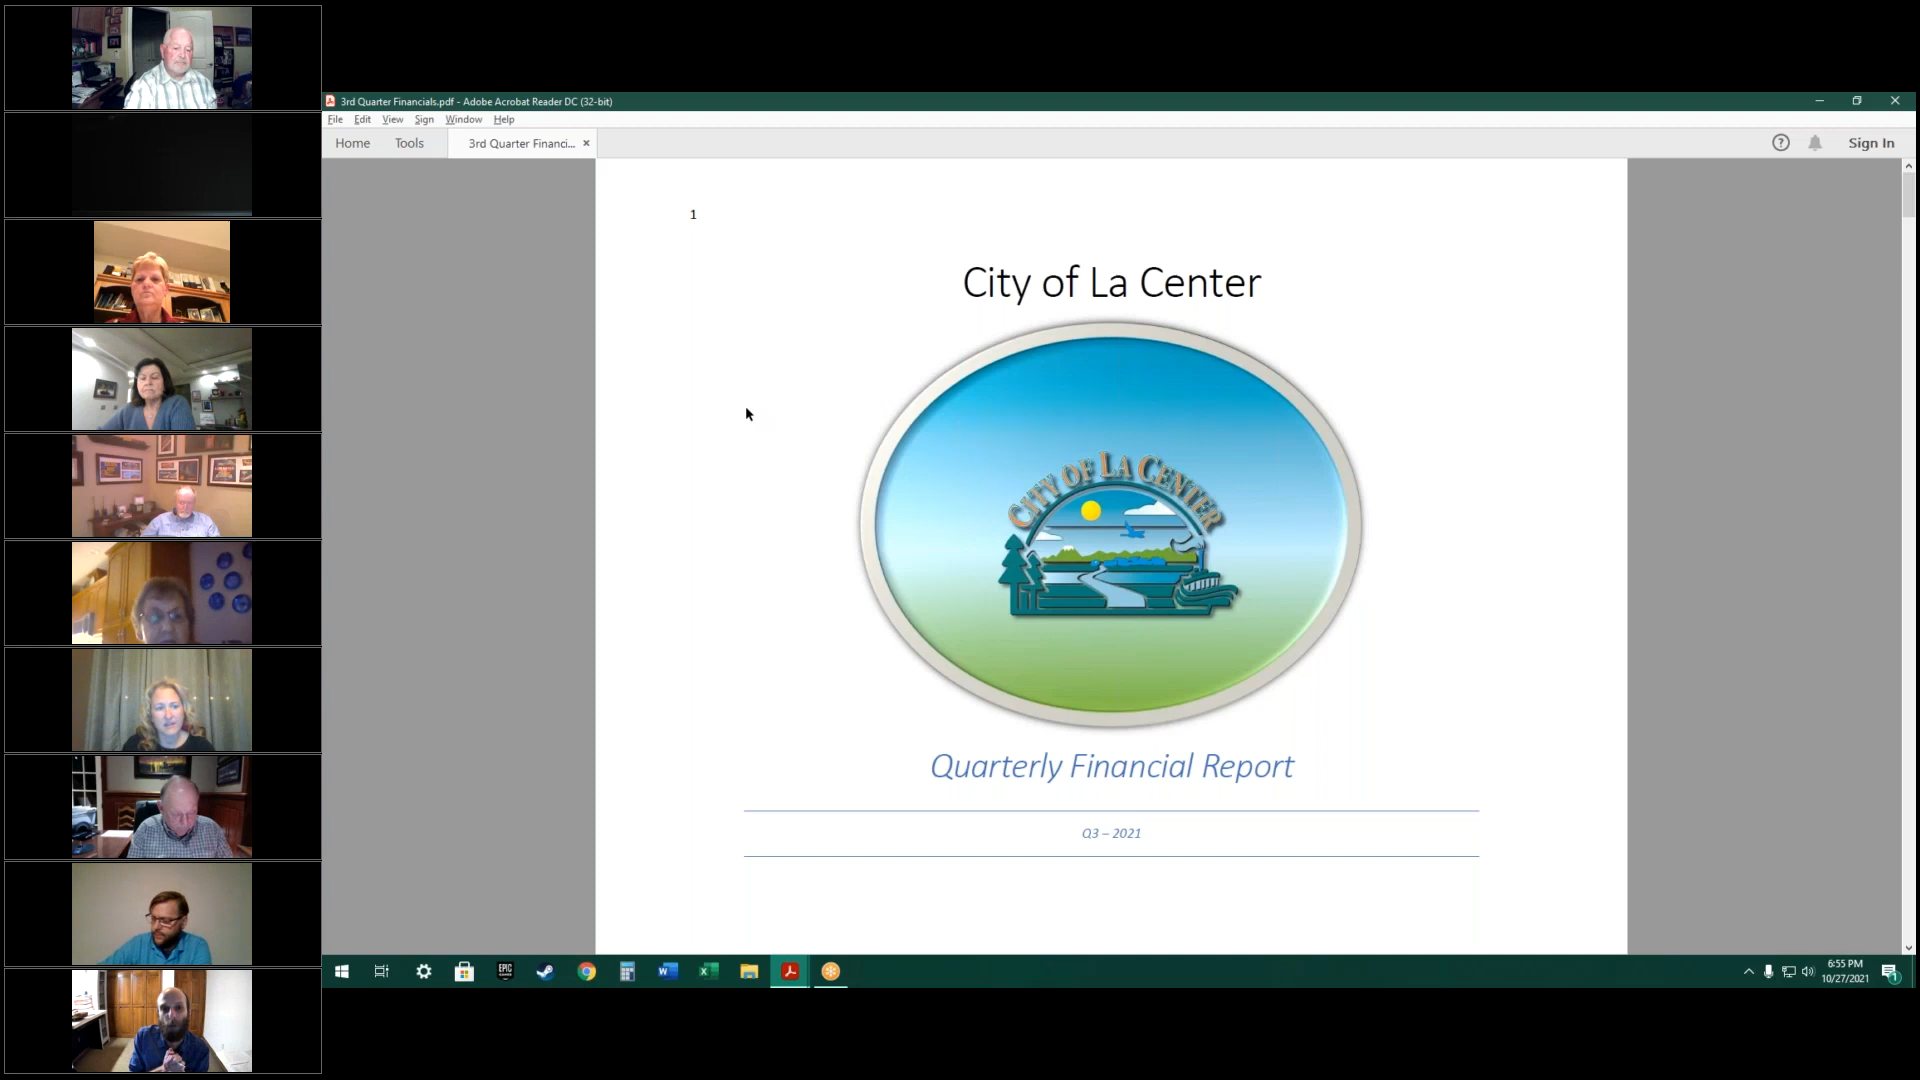 3rd Quarter Financials.pdf - Adobe Acrobat Reader DC (32-bit)
File Edit View Sign Window Help
Home Tools 3rd Quarter Financi... × Sign In
1
City of La Center
CITY OF LA CENTER
Quarterly Financial Report
Q3 – 2021
EPIC
6:55 PM
10/27/2021
1